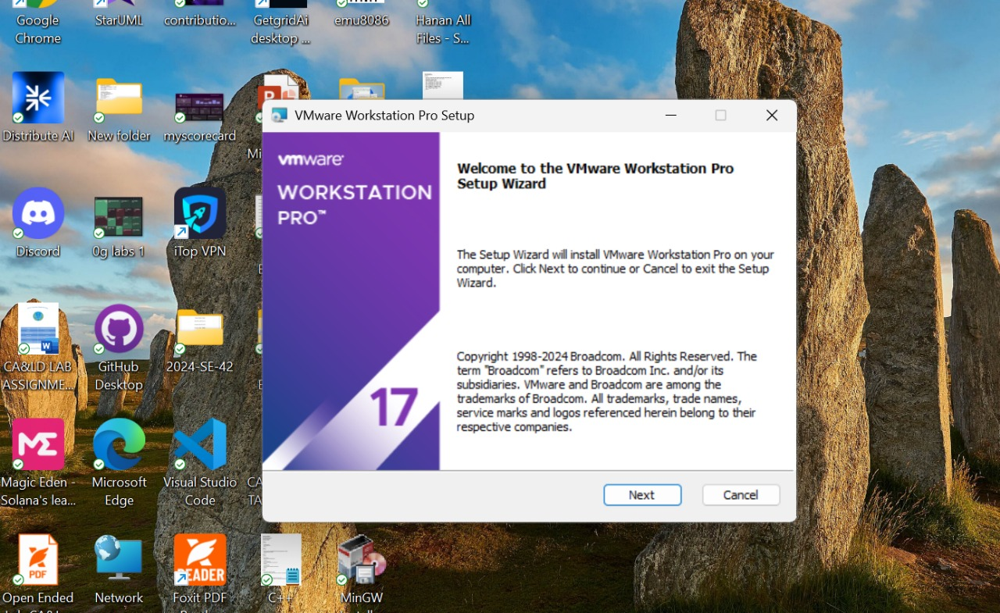 Google
Chrome
StarUML
contributio...
GetgridAi
desktop ...
emu8086
Hanan All
Files - S...
Distribute AI
New folder
myscorecard
Mi
Discord
0g labs 1
iTop VPN
CA&LD LAB
ASSIGNME...
GitHub
Desktop
2024-SE-42
Magic Eden -
Solana's lea...
Microsoft
Edge
Visual Studio
Code
CA
TA
PDF
Open Ended
Network
READER
Foxit PDF
C++
MinGW
VMware Workstation Pro Setup
vmware®
WORKSTATION
PRO™
17
Welcome to the VMware Workstation Pro
Setup Wizard
The Setup Wizard will install VMware Workstation Pro on your
computer. Click Next to continue or Cancel to exit the Setup
Wizard.
Copyright 1998-2024 Broadcom. All Rights Reserved. The
term "Broadcom" refers to Broadcom Inc. and/or its
subsidiaries. VMware and Broadcom are among the
trademarks of Broadcom. All trademarks, trade names,
service marks and logos referenced herein belong to their
respective companies.
Next
Cancel